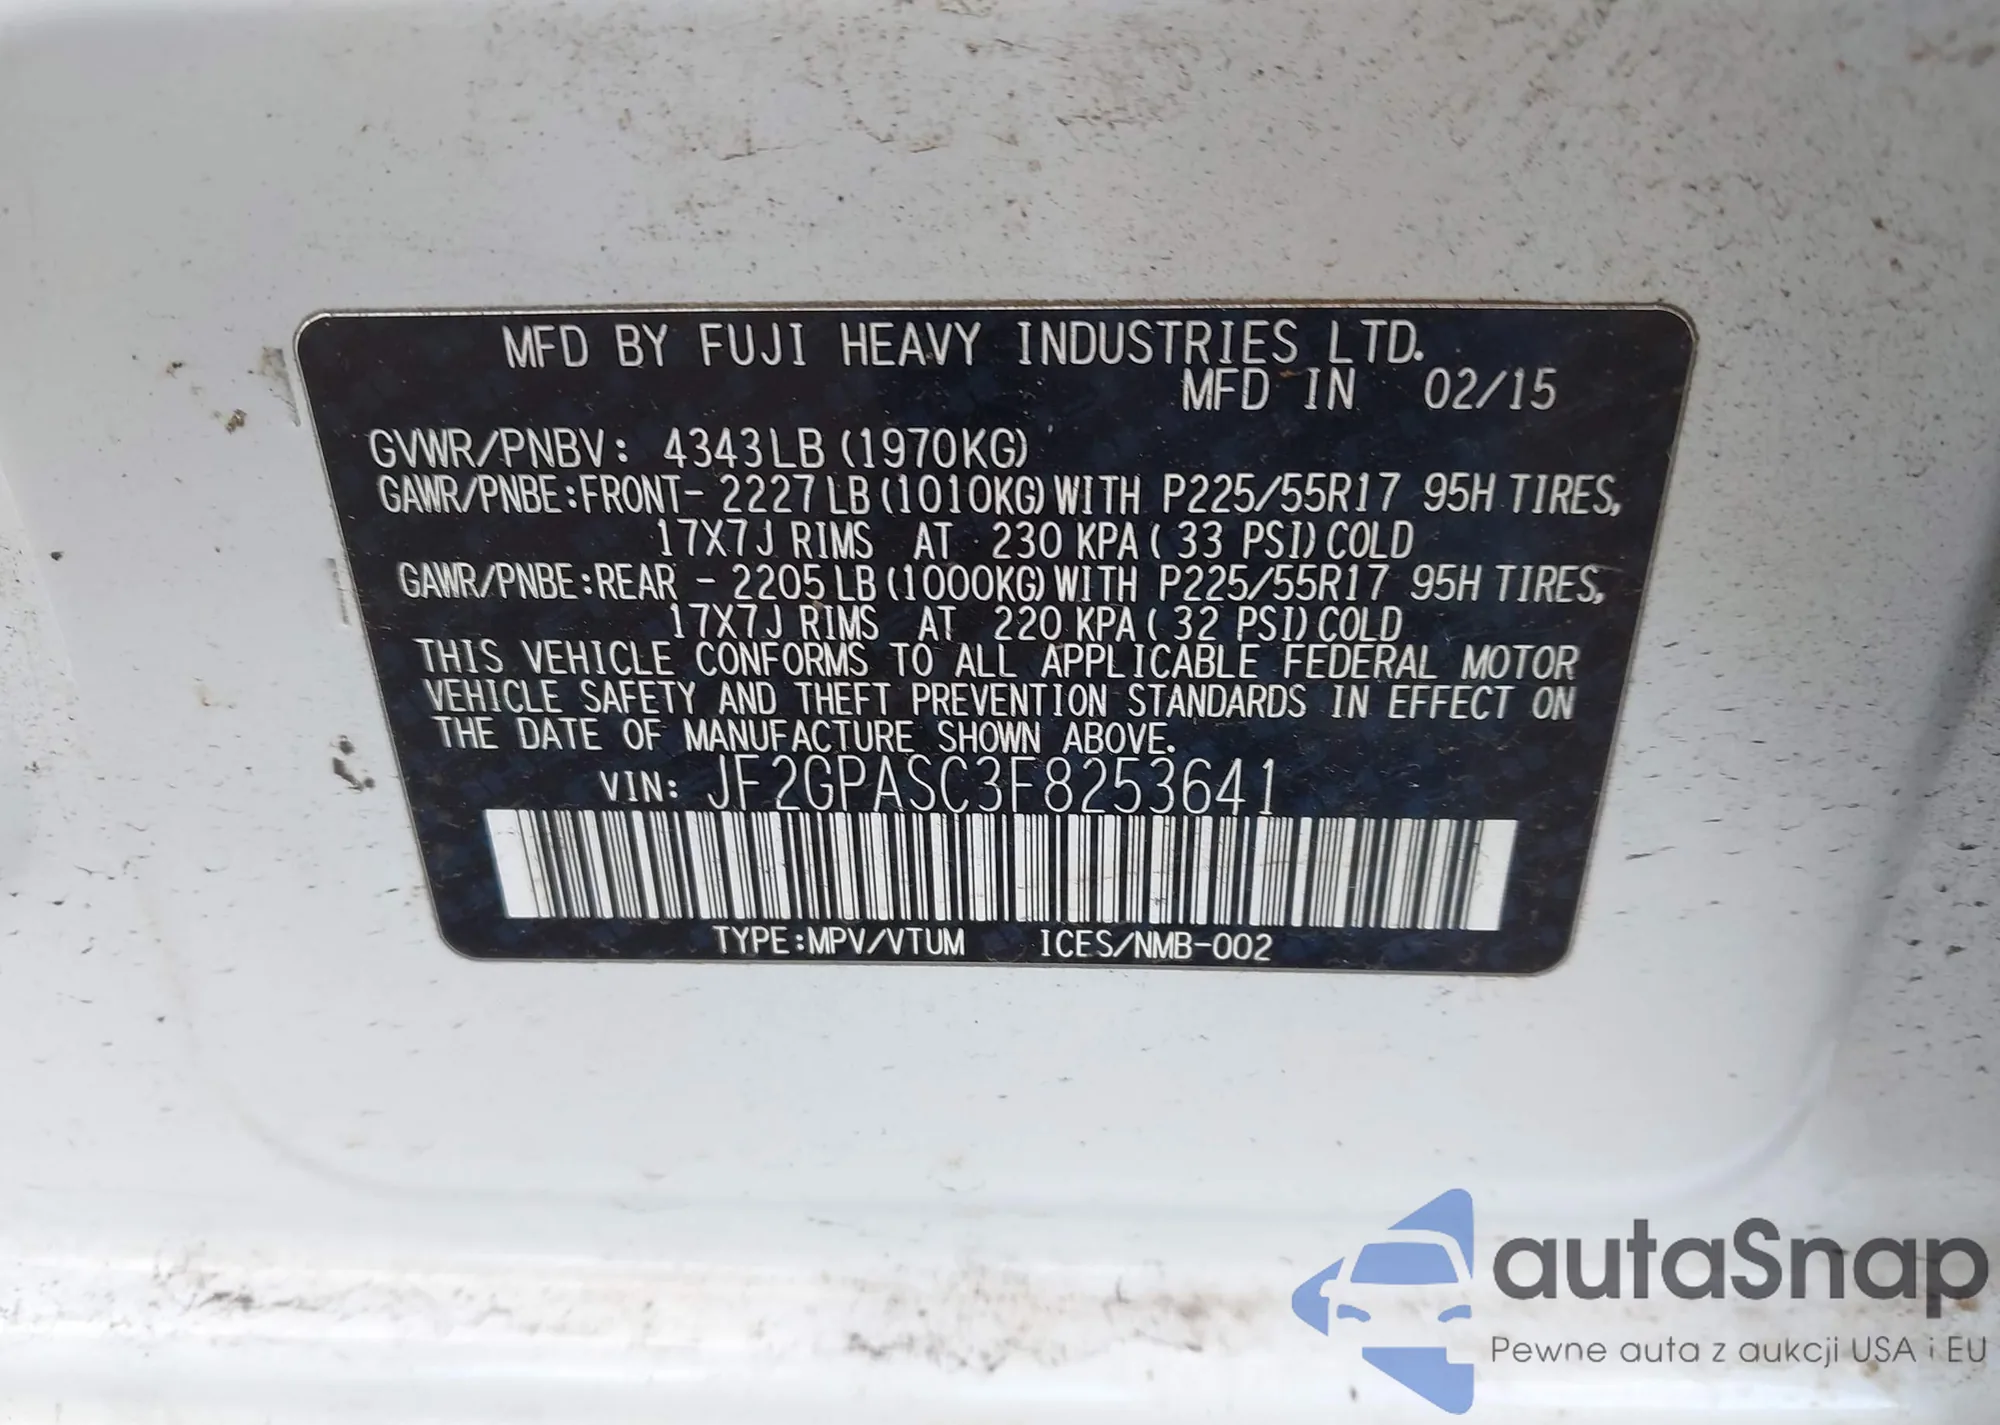 MFD BY FUJI HEAVY INDUSTRIES LTD.
MFD IN 02/15
GVWR/PNBV: 4343LB (1970KG)
GAWR/PNBE:FRONT- 2227LB (1010KG) WITH P225/55R17 95H TIRES,
17X7J RIMS AT 230 KPA ( 33 PSI) COLD
GAWR/PNBE:REAR - 2205LB (1000KG) WITH P225/55R17 95H TIRES,
17X7J RIMS AT 220 KPA ( 32 PSI) COLD
THIS VEHICLE CONFORMS TO ALL APPLICABLE FEDERAL MOTOR
VEHICLE SAFETY AND THEFT PREVENTION STANDARDS IN EFFECT ON
THE DATE OF MANUFACTURE SHOWN ABOVE.
VIN: JF2GPASC3F8253641
TYPE:MPV/VTUM ICES/NMB-002
autaSnap
Pewne auta z aukcji USA i EU